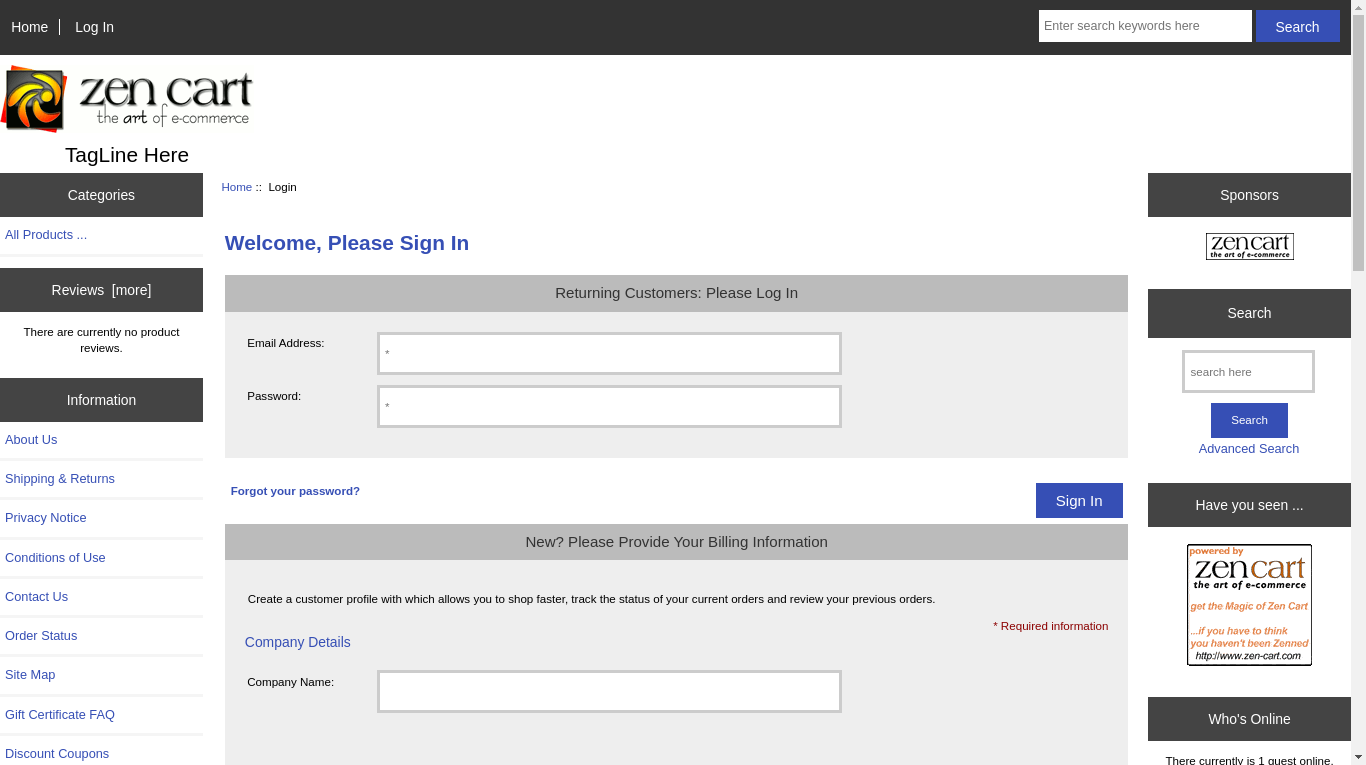 Home
Log In
Enter search keywords here
Search
zen cart
the art of e-commerce
TagLine Here
Categories
All Products ...
Reviews  [more]
There are currently no product
reviews.
Information
About Us
Shipping & Returns
Privacy Notice
Conditions of Use
Contact Us
Order Status
Site Map
Gift Certificate FAQ
Discount Coupons
Home ::  Login
Welcome, Please Sign In
Returning Customers: Please Log In
Email Address:
*
Password:
*
Forgot your password?
Sign In
New? Please Provide Your Billing Information
Create a customer profile with which allows you to shop faster, track the status of your current orders and review your previous orders.
* Required information
Company Details
Company Name:
Sponsors
zen cart
the art of e-commerce
Search
search here
Search
Advanced Search
Have you seen ...
powered by
zen cart
the art of e-commerce
get the Magic of Zen Cart
...if you have to think
you haven't been Zenned
http://www.zen-cart.com
Who's Online
There currently is 1 guest online.